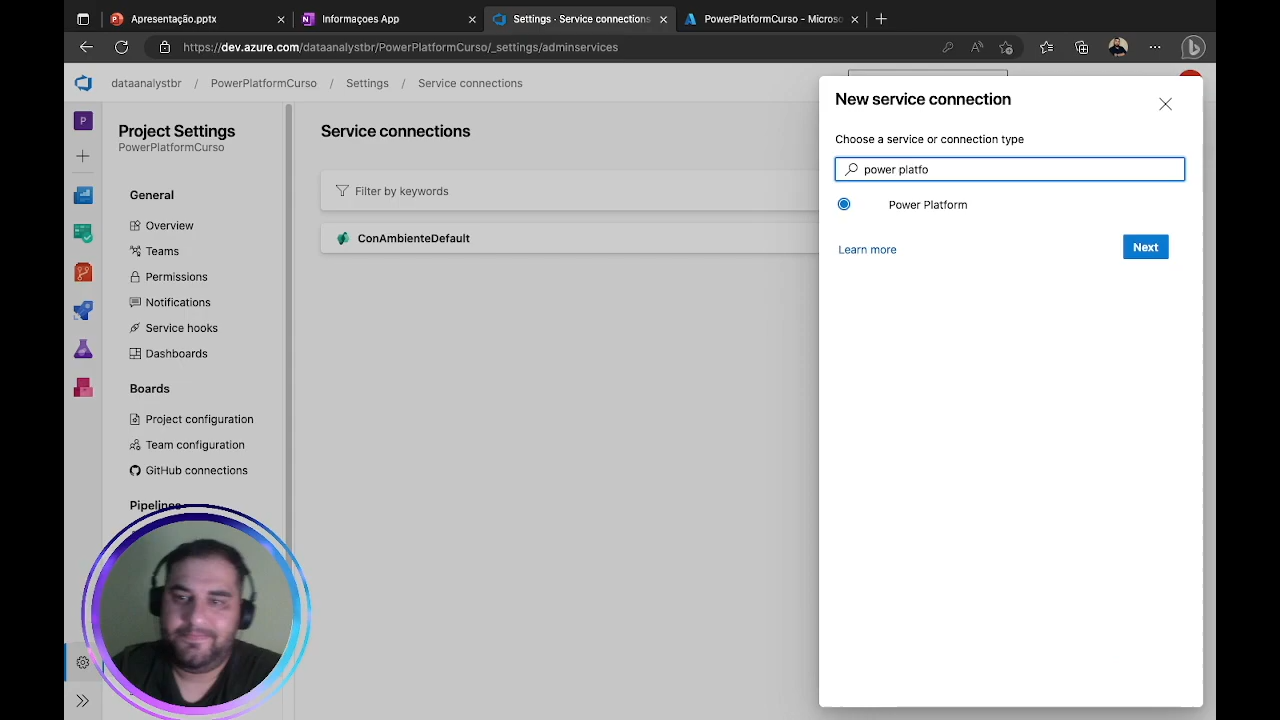 Presentação.pptx
Informaçoes App
Settings · Service connections
PowerPlatformCurso - Microso
https://dev.azure.com/dataanalystbr/PowerPlatformCurso/_settings/adminservices
dataanalystbr / PowerPlatformCurso / Settings / Service connections
P
Project Settings
PowerPlatformCurso
General
Overview
Teams
Permissions
Notifications
Service hooks
Dashboards
Boards
Project configuration
Team configuration
GitHub connections
Pipelines
Service connections
Filter by keywords
ConAmbienteDefault
New service connection
Choose a service or connection type
power platfo
Power Platform
Learn more
Next